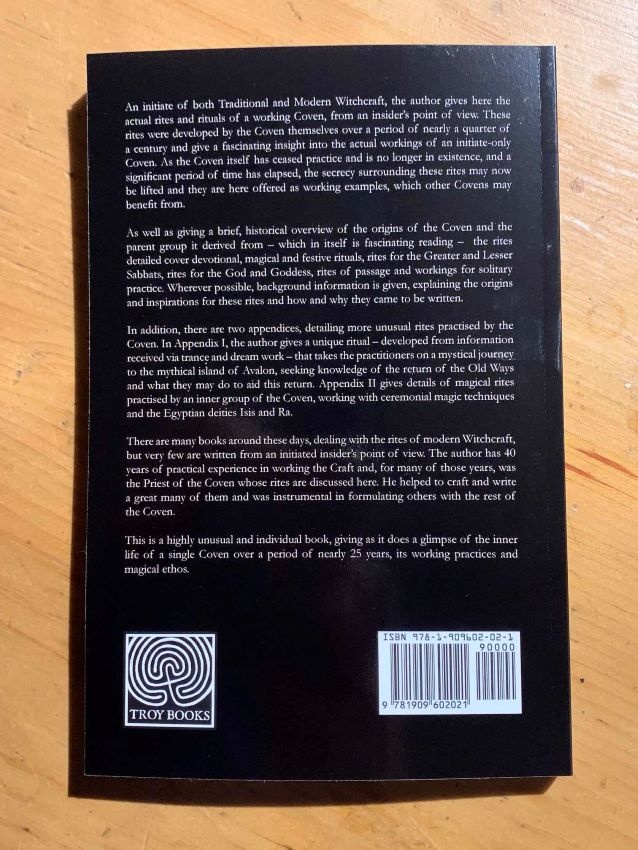 An initiate of both Traditional and Modern Witchcraft, the author gives here the
actual rites and rituals of a working Coven, from an insider's point of view. These
rites were developed by the Coven themselves over a period of nearly a quarter of
a century and give a fascinating insight into the actual workings of an initiate-only
Coven. As the Coven itself has ceased practice and is no longer in existence, and a
significant period of time has elapsed, the secrecy surrounding these rites may now
be lifted and they are here offered as working examples, which other Covens may
benefit from.
As well as giving a brief, historical overview of the origins of the Coven and the
parent group it derived from – which in itself is fascinating reading – the rites
detailed cover devotional, magical and festive rituals, rites for the Greater and Lesser
Sabbats, rites for the God and Goddess, rites of passage and workings for solitary
practice. Wherever possible, background information is given, explaining the origins
and inspirations for these rites and how and why they came to be written.
In addition, there are two appendices, detailing more unusual rites practised by the
Coven. In Appendix I, the author gives a unique ritual – developed from information
received via trance and dream work – that takes the practitioners on a mystical journey
to the mythical island of Avalon, seeking knowledge of the return of the Old Ways
and what they may do to aid this return. Appendix II gives details of magical rites
practised by an inner group of the Coven, working with ceremonial magic techniques
and the Egyptian deities Isis and Ra.
There are many books around these days, dealing with the rites of modern Witchcraft,
but very few are written from an initiated insider's point of view. The author has 40
years of practical experience in working the Craft and, for many of those years, was
the Priest of the Coven whose rites are discussed here. He helped to craft and write
a great many of them and was instrumental in formulating others with the rest of
the Coven.
This is a highly unusual and individual book, giving as it does a glimpse of the inner
life of a single Coven over a period of nearly 25 years, its working practices and
magical ethos.
TROY BOOKS
ISBN 978-1-909602-02-1
90000
9 781909 602021